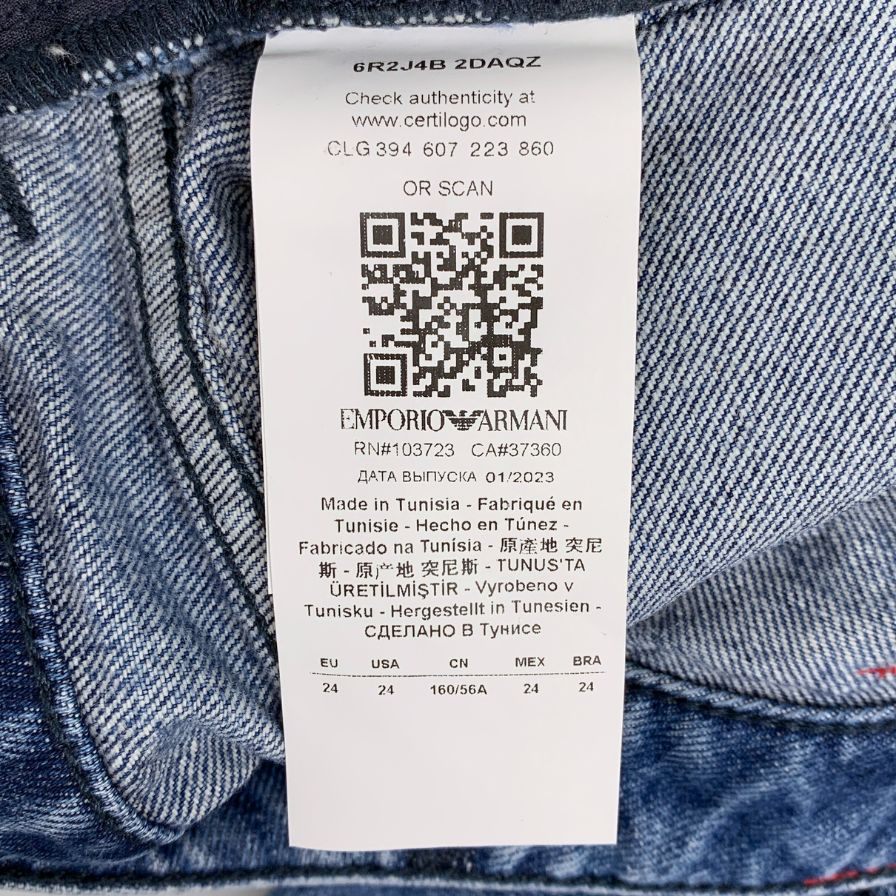 6R2J4B 2DAQZ
Check authenticity at
www.certilogo.com
CLG 394 607 223 860
OR SCAN
EMPORIO ARMANI
RN#103723 CA#37360
ДАТА ВЫПУСКА 01/2023
Made in Tunisia - Fabriqué en
Tunisie - Hecho en Túnez -
Fabricado na Tunísia - 原產地 突尼
斯 - 原产地 突尼斯 - TUNUS'TA
ÜRETİLMİŞTİR - Vyrobeno v
Tunisku - Hergestellt in Tunesien -
СДЕЛАНО В Тунисе
EU USA CN MEX BRA
24 24 160/56A 24 24